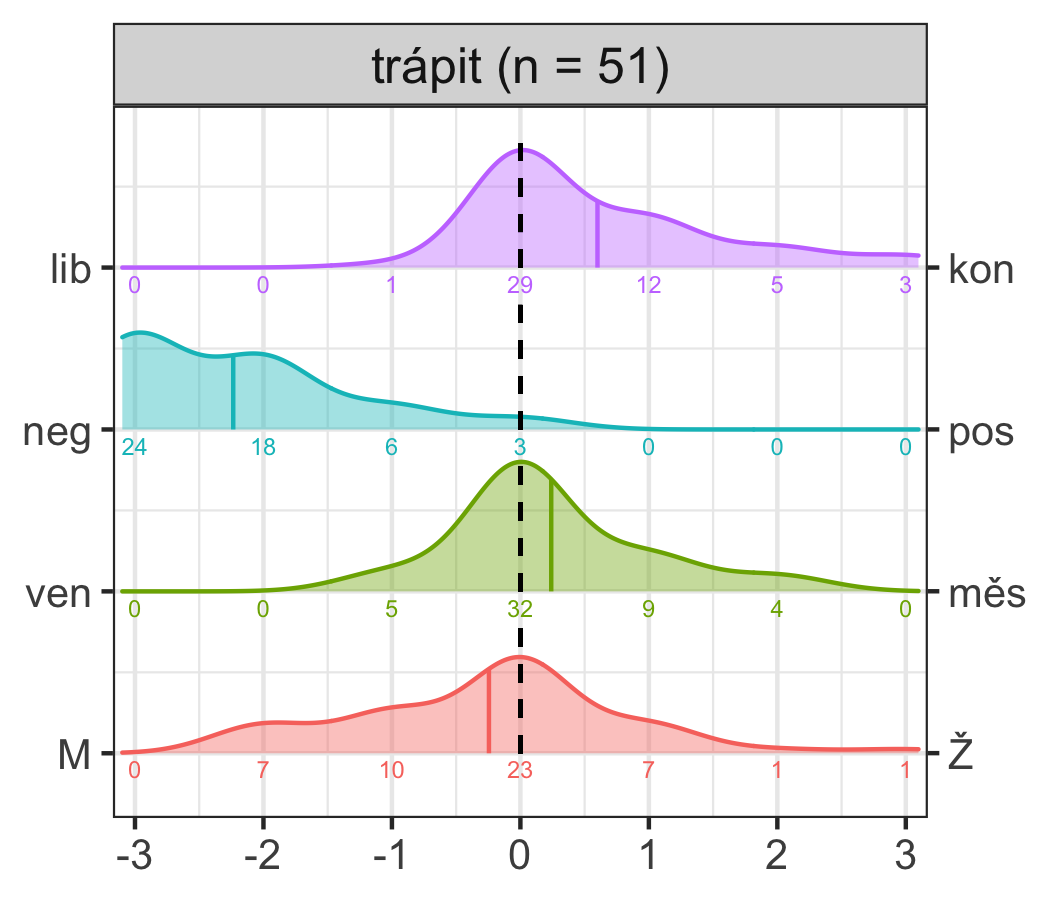 trápit (n = 51)
lib kon
0 0 1 29 12 5 3
neg pos
24 18 6 3 0 0 0
ven měs
0 0 5 32 9 4 0
M Ž
0 7 10 23 7 1 1
-3 -2 -1 0 1 2 3